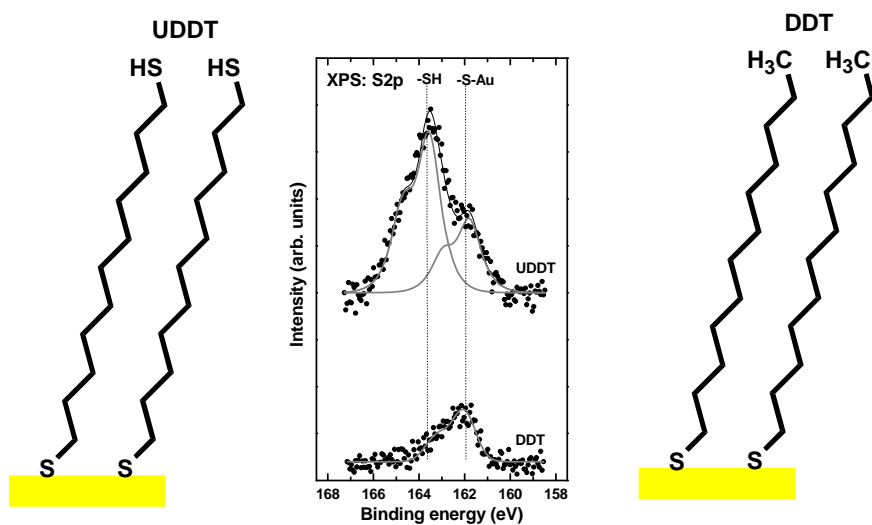 UDDT
HS HS
S S
XPS: S2p -SH -S-Au
UDDT
DDT
Intensity (arb. units)
168 166 164 162 160 158
Binding energy (eV)
DDT
H₃C H₃C
S S